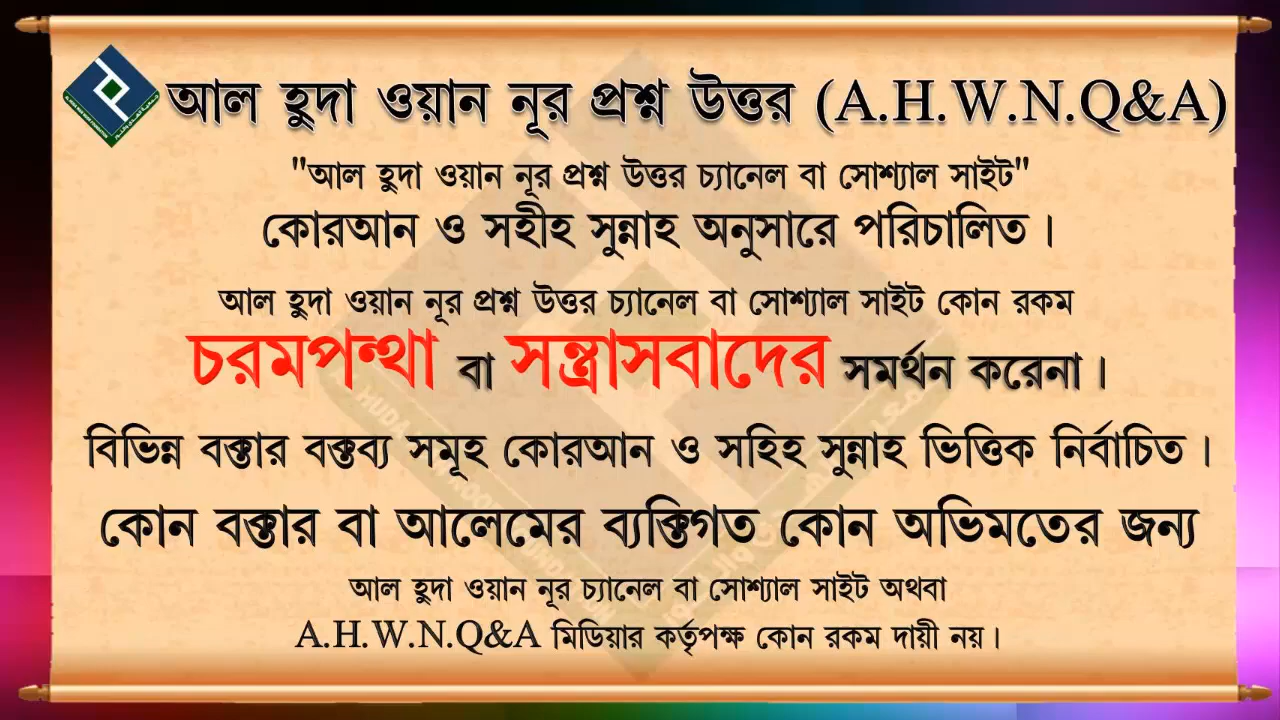 আল হুদা ওয়ান নূর প্রশ্ন উত্তর (A.H.W.N.Q&A)
"আল হুদা ওয়ান নূর প্রশ্ন উত্তর চ্যানেল বা সোশ্যাল সাইট"
কোরআন ও সহীহ সুন্নাহ অনুসারে পরিচালিত।
আল হুদা ওয়ান নূর প্রশ্ন উত্তর চ্যানেল বা সোশ্যাল সাইট কোন রকম
চরমপন্থা বা সন্ত্রাসবাদের সমর্থন করেনা।
বিভিন্ন বক্তার বক্তব্য সমূহ কোরআন ও সহিহ সুন্নাহ ভিত্তিক নির্বাচিত।
কোন বক্তার বা আলেমের ব্যক্তিগত কোন অভিমতের জন্য
আল হুদা ওয়ান নূর চ্যানেল বা সোশ্যাল সাইট অথবা
A.H.W.N.Q&A মিডিয়ার কর্তৃপক্ষ কোন রকম দায়ী নয়।